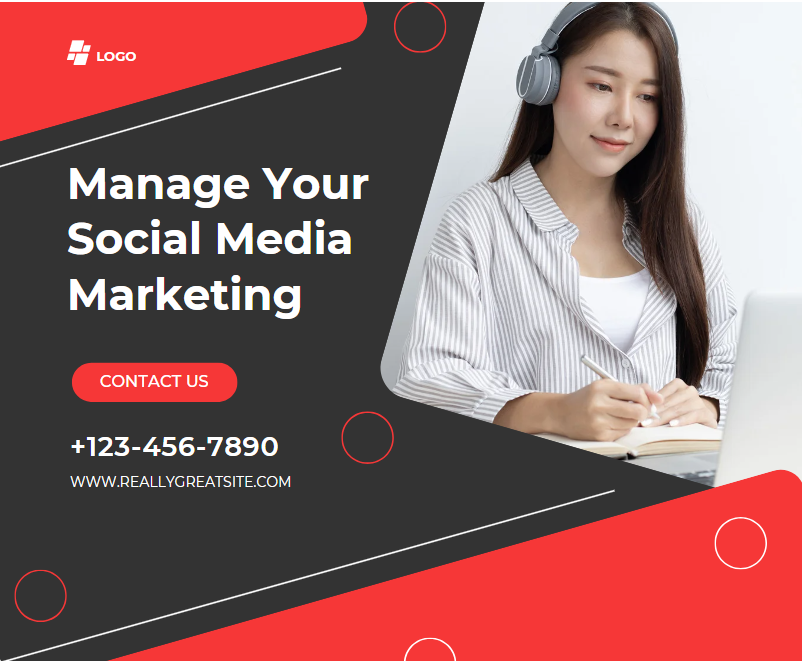 LOGO
Manage Your
Social Media
Marketing
CONTACT US
+123-456-7890
WWW.REALLYGREATSITE.COM